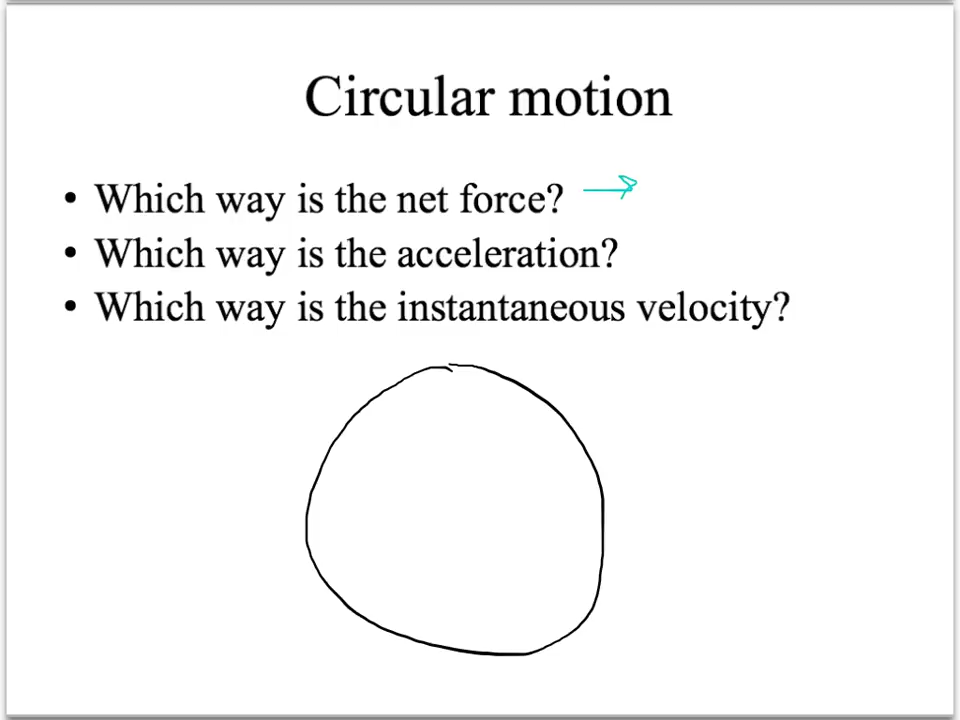 Circular motion
• Which way is the net force?
• Which way is the acceleration?
• Which way is the instantaneous velocity?